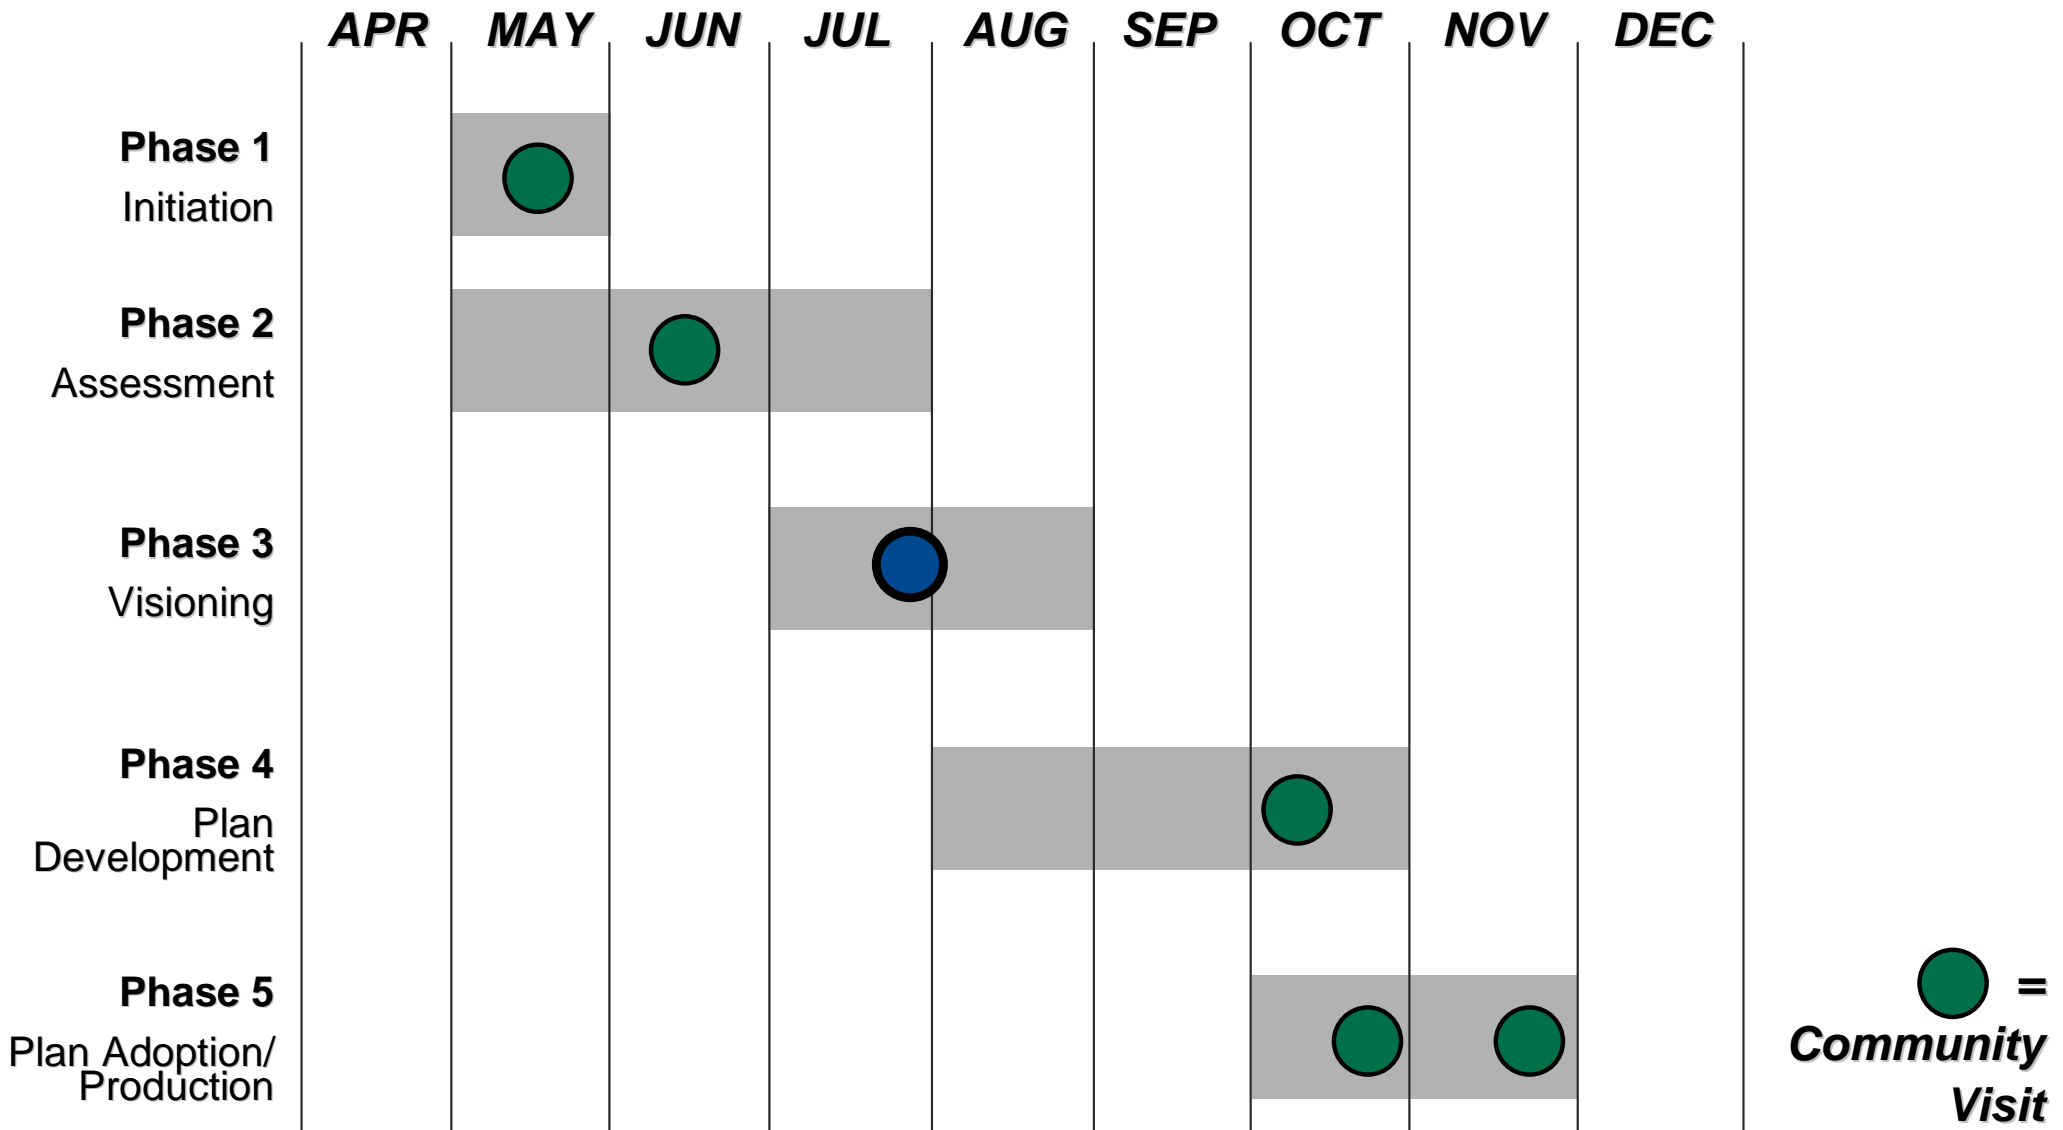 APR MAY JUN JUL AUG SEP OCT NOV DEC
Phase 1
Initiation
Phase 2
Assessment
Phase 3
Visioning
Phase 4
Plan
Development
Phase 5
Plan Adoption/
Production
=
Community
Visit